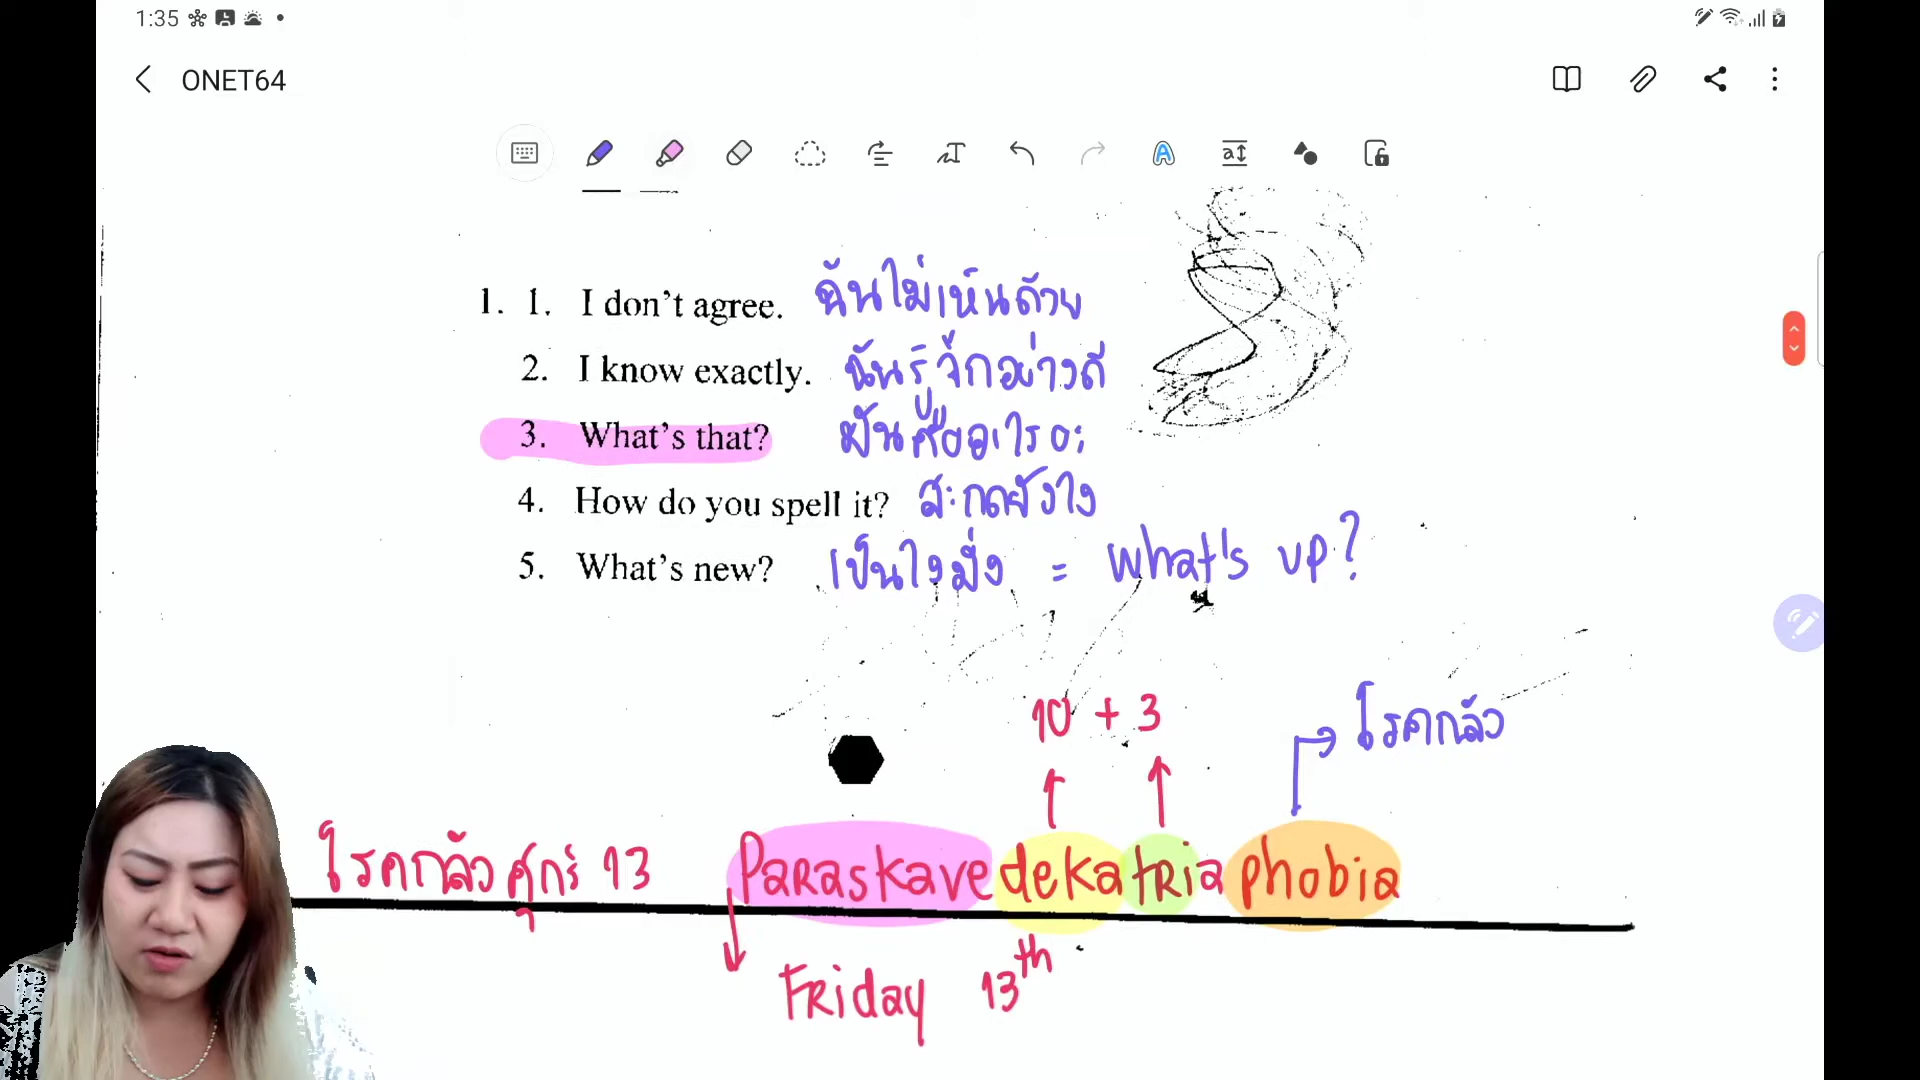 1:35
ONET64
1. 1. I don't agree. ฉันไม่เห็นด้วย
2. I know exactly. ฉันรู้จักอย่างดี
3. What's that? มันคืออะไรอะ
4. How do you spell it? สะกดยังไง
5. What's new? เป็นไงมั่ง = what's up?
10 + 3
โรคกลัว
โรคกลัวศุกร์ 13 Paraskavedekatriaphobia
Friday 13th